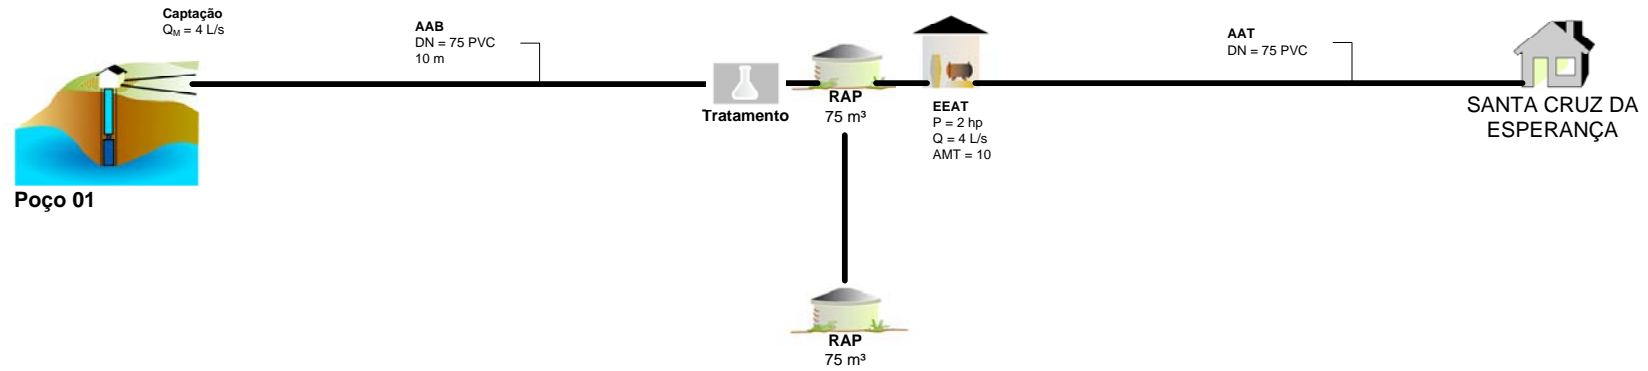 Captação
QM = 4 L/s
AAB
DN = 75 PVC
10 m
Poço 01
Tratamento
RAP
75 m³
EEAT
P = 2 hp
Q = 4 L/s
AMT = 10
AAT
DN = 75 PVC
SANTA CRUZ DA
ESPERANÇA
RAP
75 m³